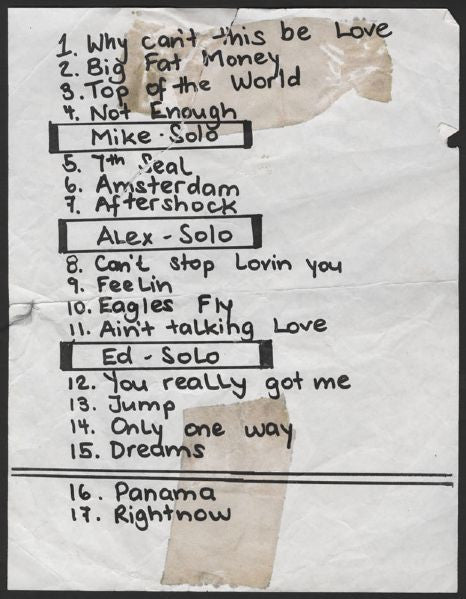 1. Why can't this be Love
2. Big Fat Money
3. Top of the World
4. Not Enough
Mike - Solo
5. 7th Seal
6. Amsterdam
7. Aftershock
Alex - Solo
8. Can't stop Lovin you
9. FeeLin
10. Eagles Fly
11. Ain't talking Love
Ed - SoLo
12. You really got me
13. Jump
14. Only one way
15. Dreams
16. Panama
17. Rightnow